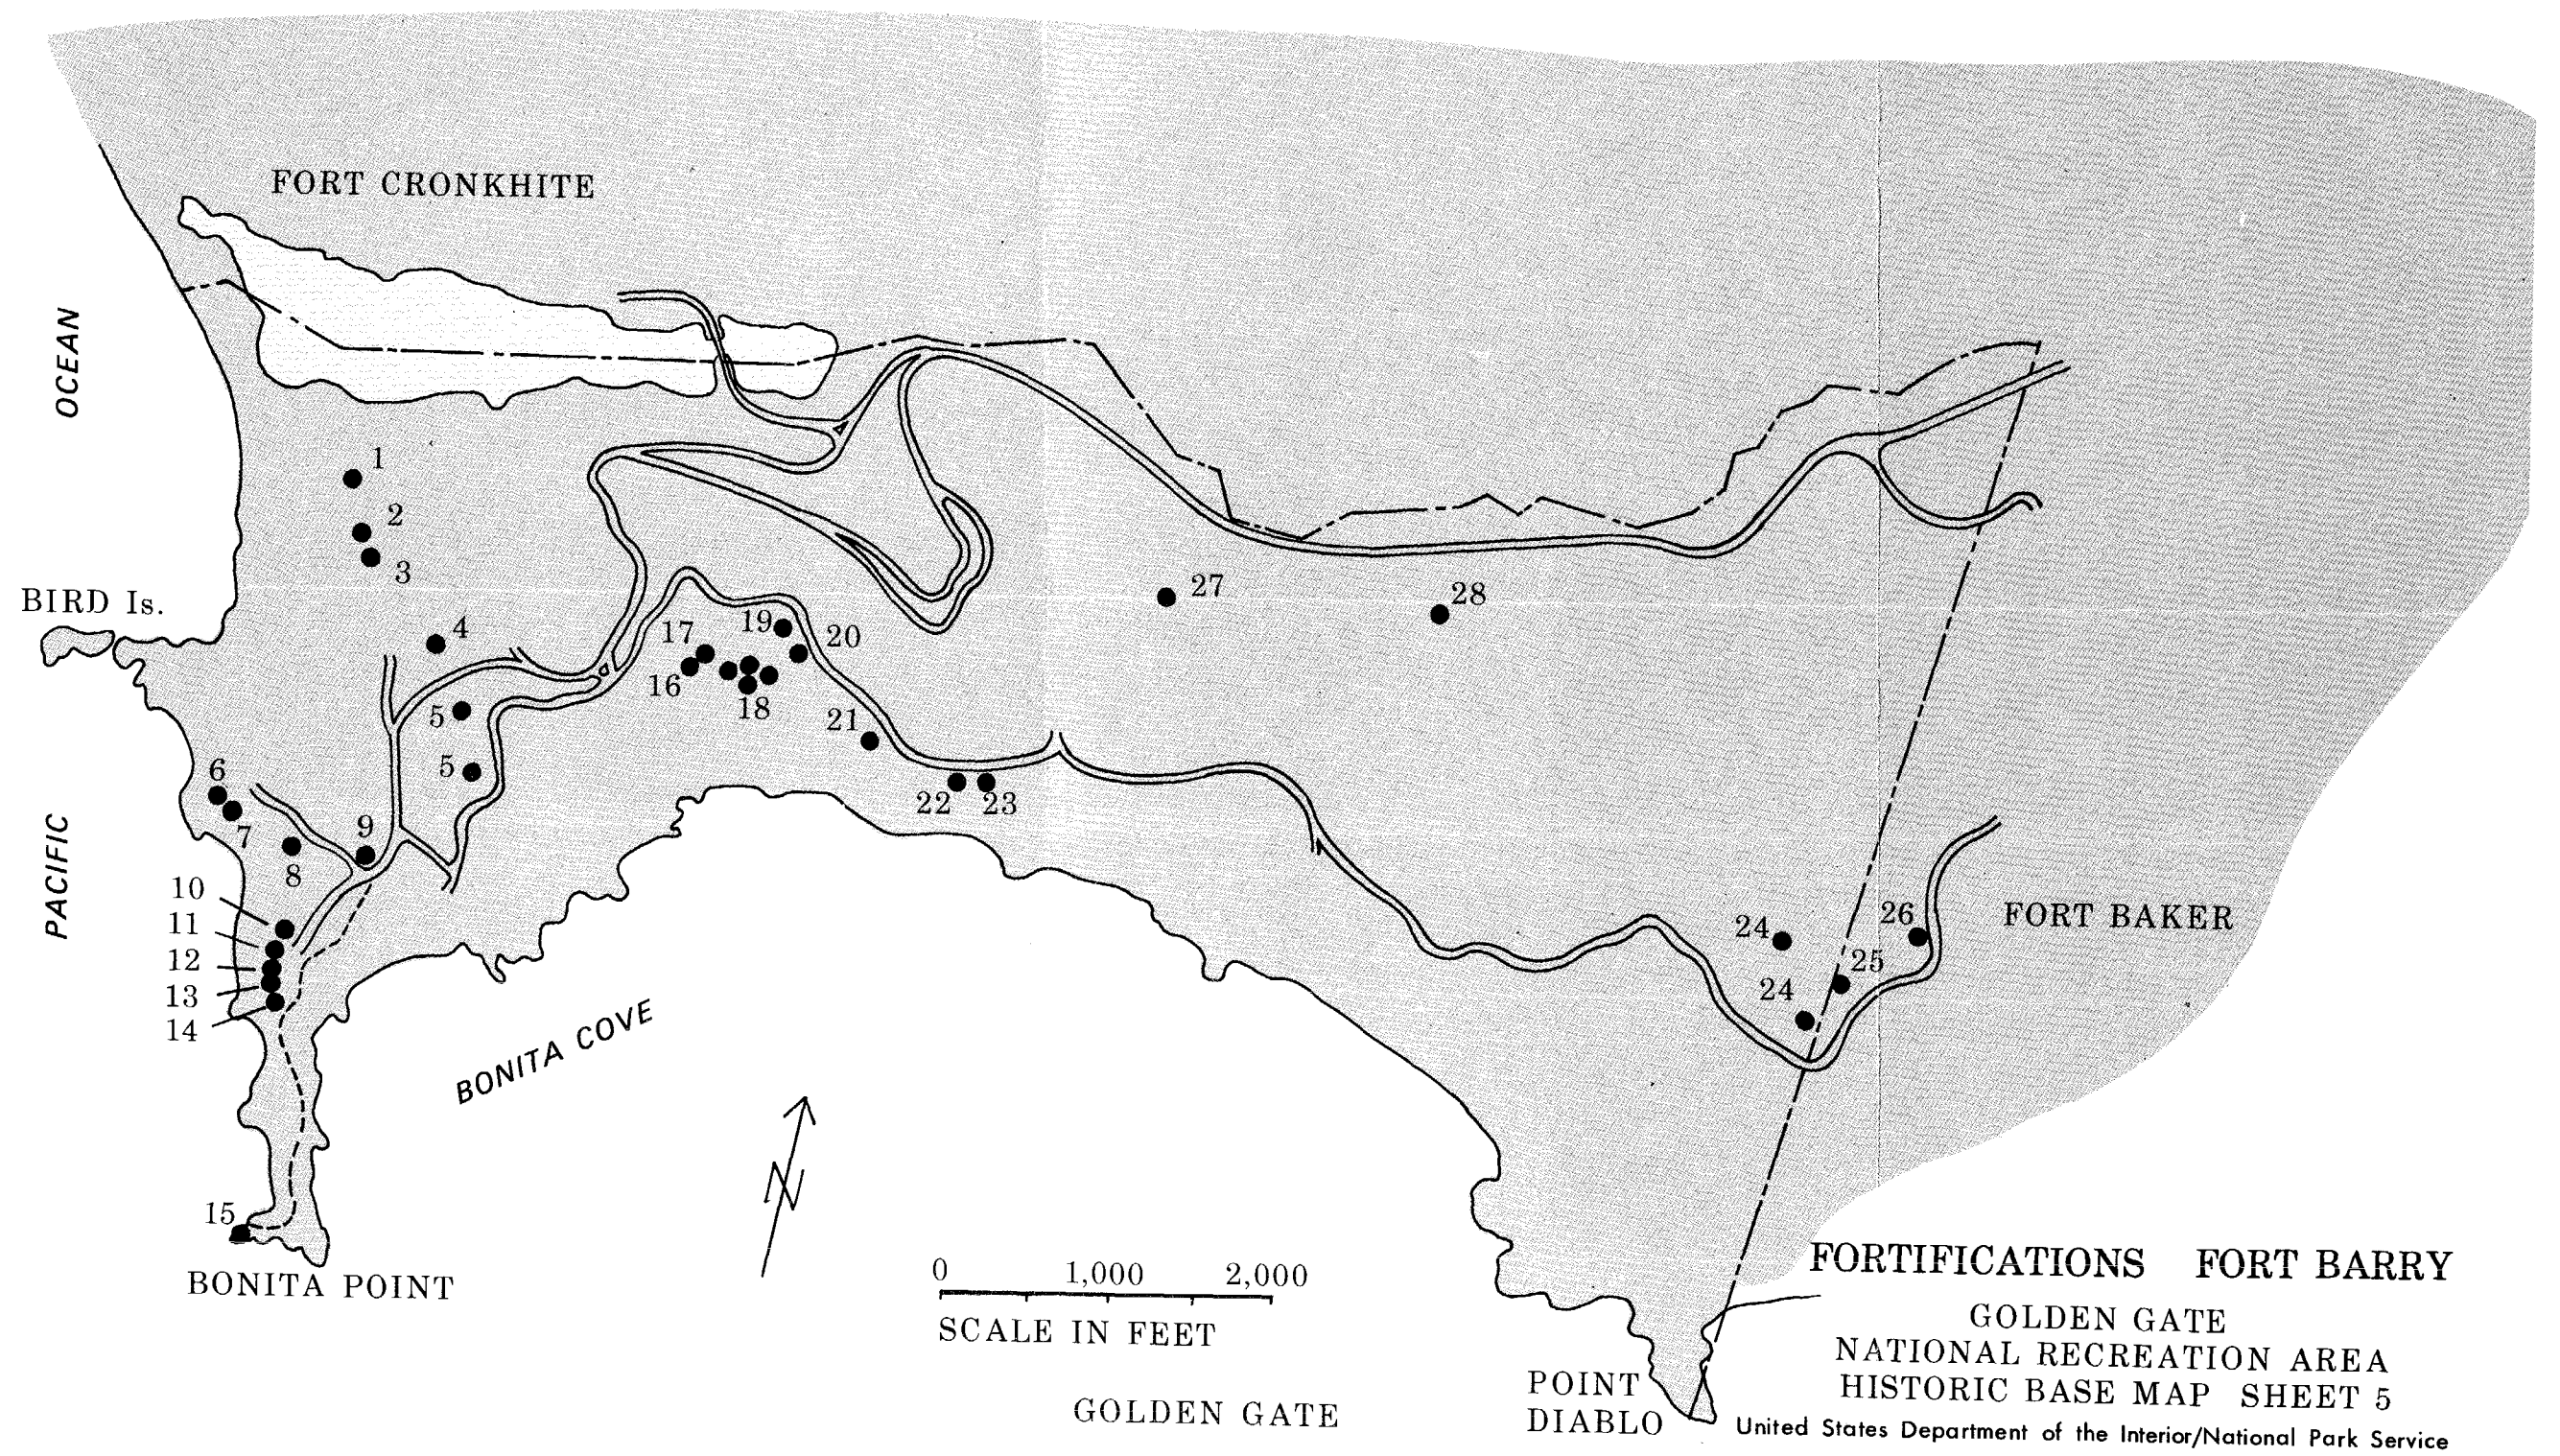 FORT CRONKHITE
OCEAN
1
2
3
BIRD Is.
4
5
5
6
7
8
9
10
11
12
13
14
15
PACIFIC
BONITA POINT
BONITA COVE
16
17
18
19
20
21
22
23
24
24
25
26
27
28
FORT BAKER
N
0 1,000 2,000
SCALE IN FEET
GOLDEN GATE
POINT
DIABLO
FORTIFICATIONS FORT BARRY
GOLDEN GATE
NATIONAL RECREATION AREA
HISTORIC BASE MAP SHEET 5
United States Department of the Interior/National Park Service